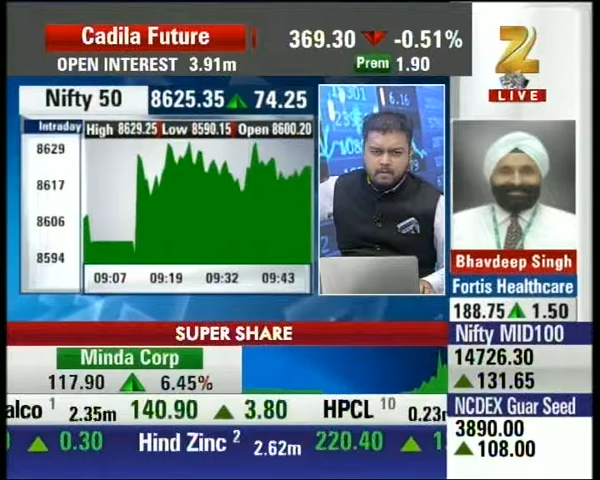 Cadila Future
369.30 -0.51%
OPEN INTEREST 3.91m
Prem 1.90
Z
LIVE
Nifty 50 8625.35 74.25
Intraday High 8629.25 Low 8590.15 Open 8600.20
8629
8617
8606
8594
09:07 09:19 09:32 09:43
6.16
Bhavdeep Singh
Fortis Healthcare
188.75 1.50
SUPER SHARE
Minda Corp
117.90 6.45%
Nifty MID100
14726.30
131.65
NCDEX Guar Seed
3890.00
108.00
alco 1 2.35m 140.90 3.80 HPCL 10 0.23
0.30 Hind Zinc 2 2.62m 220.40 1